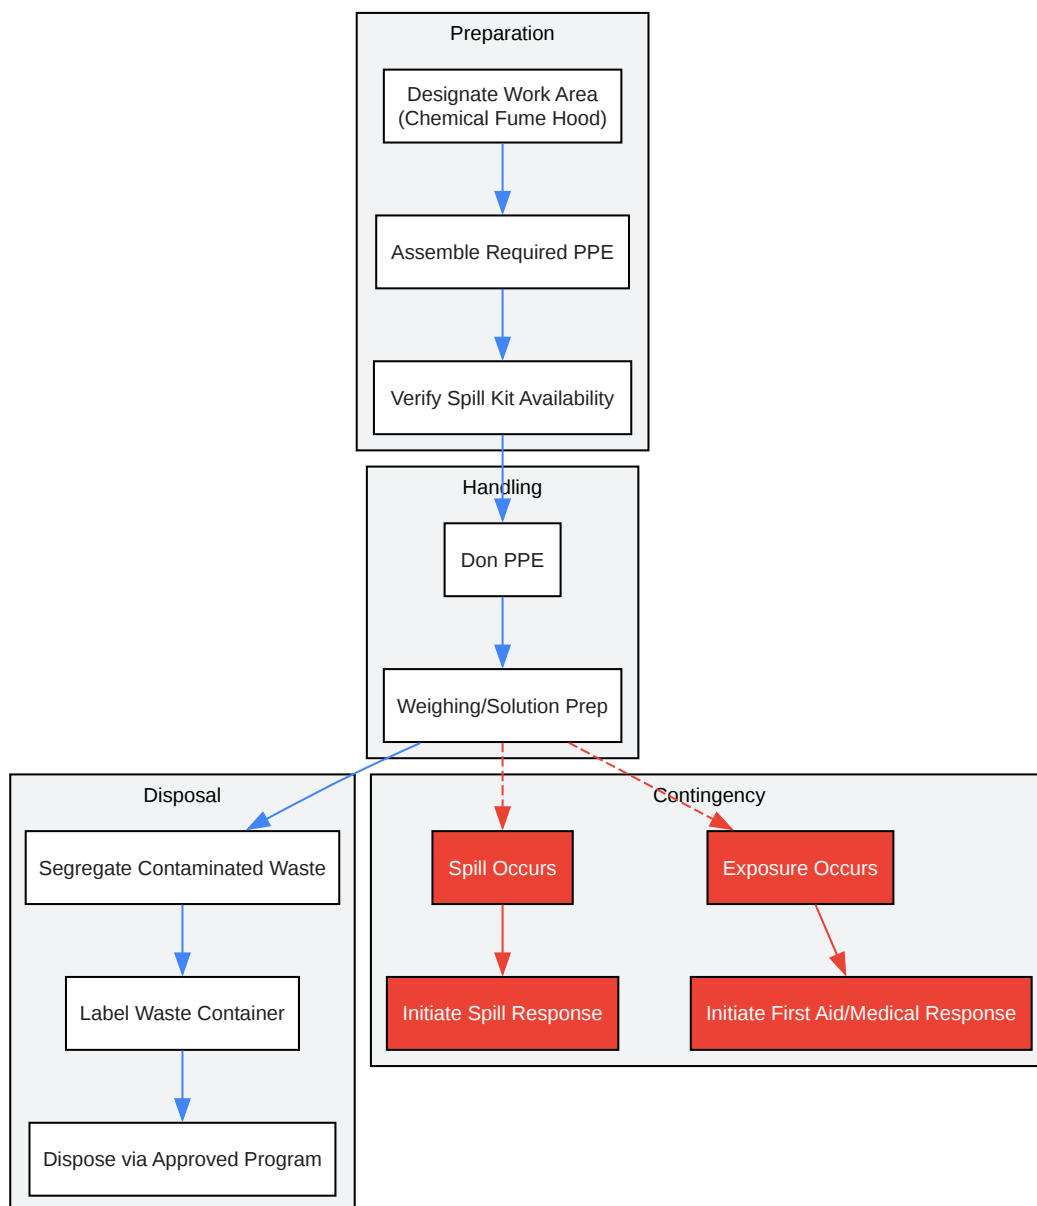 Preparation
Designate Work Area
(Chemical Fume Hood)
Assemble Required PPE
Verify Spill Kit Availability
Handling
Don PPE
Weighing/Solution Prep
Disposal
Segregate Contaminated Waste
Label Waste Container
Dispose via Approved Program
Contingency
Spill Occurs
Exposure Occurs
Initiate Spill Response
Initiate First Aid/Medical Response